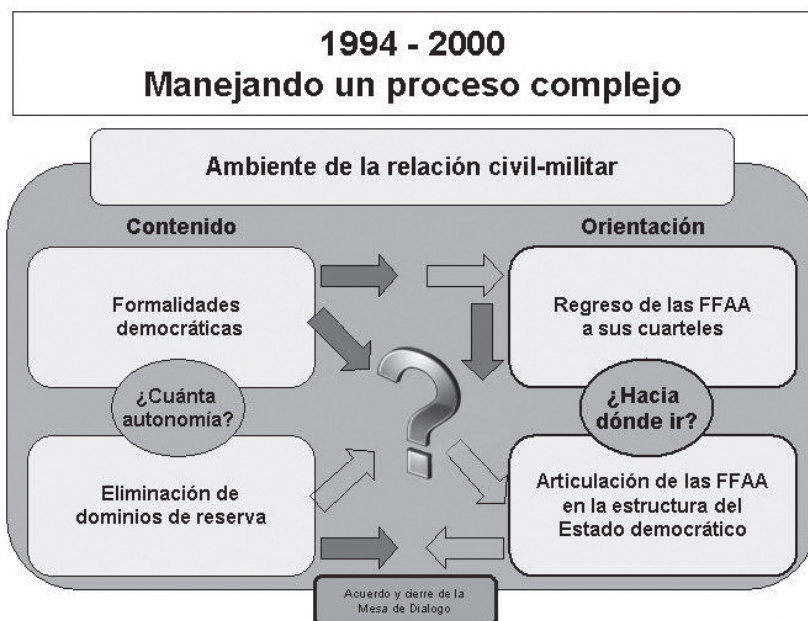 1994 - 2000
Manejando un proceso complejo
Ambiente de la relación civil-militar
Contenido
Orientación
Formalidades
democráticas
Regreso de las FFAA
a sus cuarteles
¿Cuánta
autonomía?
¿Hacia
dónde ir?
Eliminación de
dominios de reserva
Articulación de las FFAA
en la estructura del
Estado democrático
?
Acuerdo y cierre de la
Mesa de Dialogo